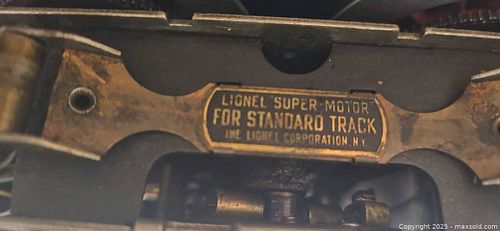 LIONEL SUPER-MOTOR"
FOR STANDARD TRACK
THE LIONEL CORPORATION N.Y.
Copyright 2025 - maxsold.com